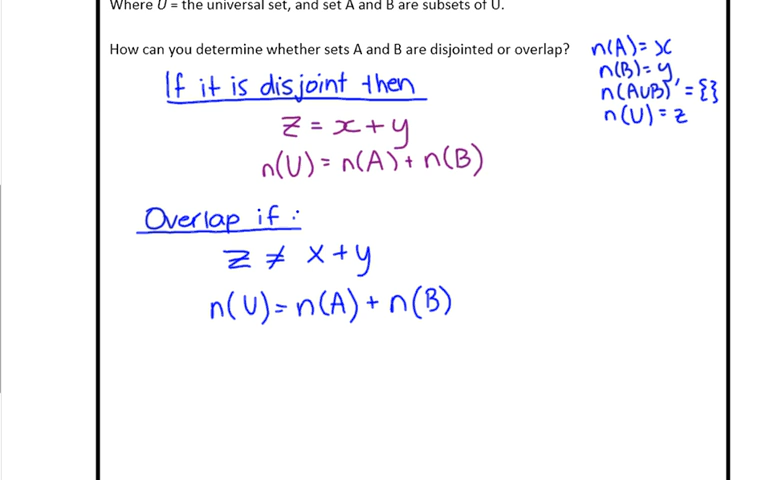 Where U = the universal set, and set A and B are subsets of U.
How can you determine whether sets A and B are disjointed or overlap?
n(A)= x
n(B)= y
n(A∪B)' = {}
n(U) = z
If it is disjoint then
z = x + y
n(U) = n(A) + n(B)
Overlap if :
z ≠ x + y
n(U) = n(A) + n(B)